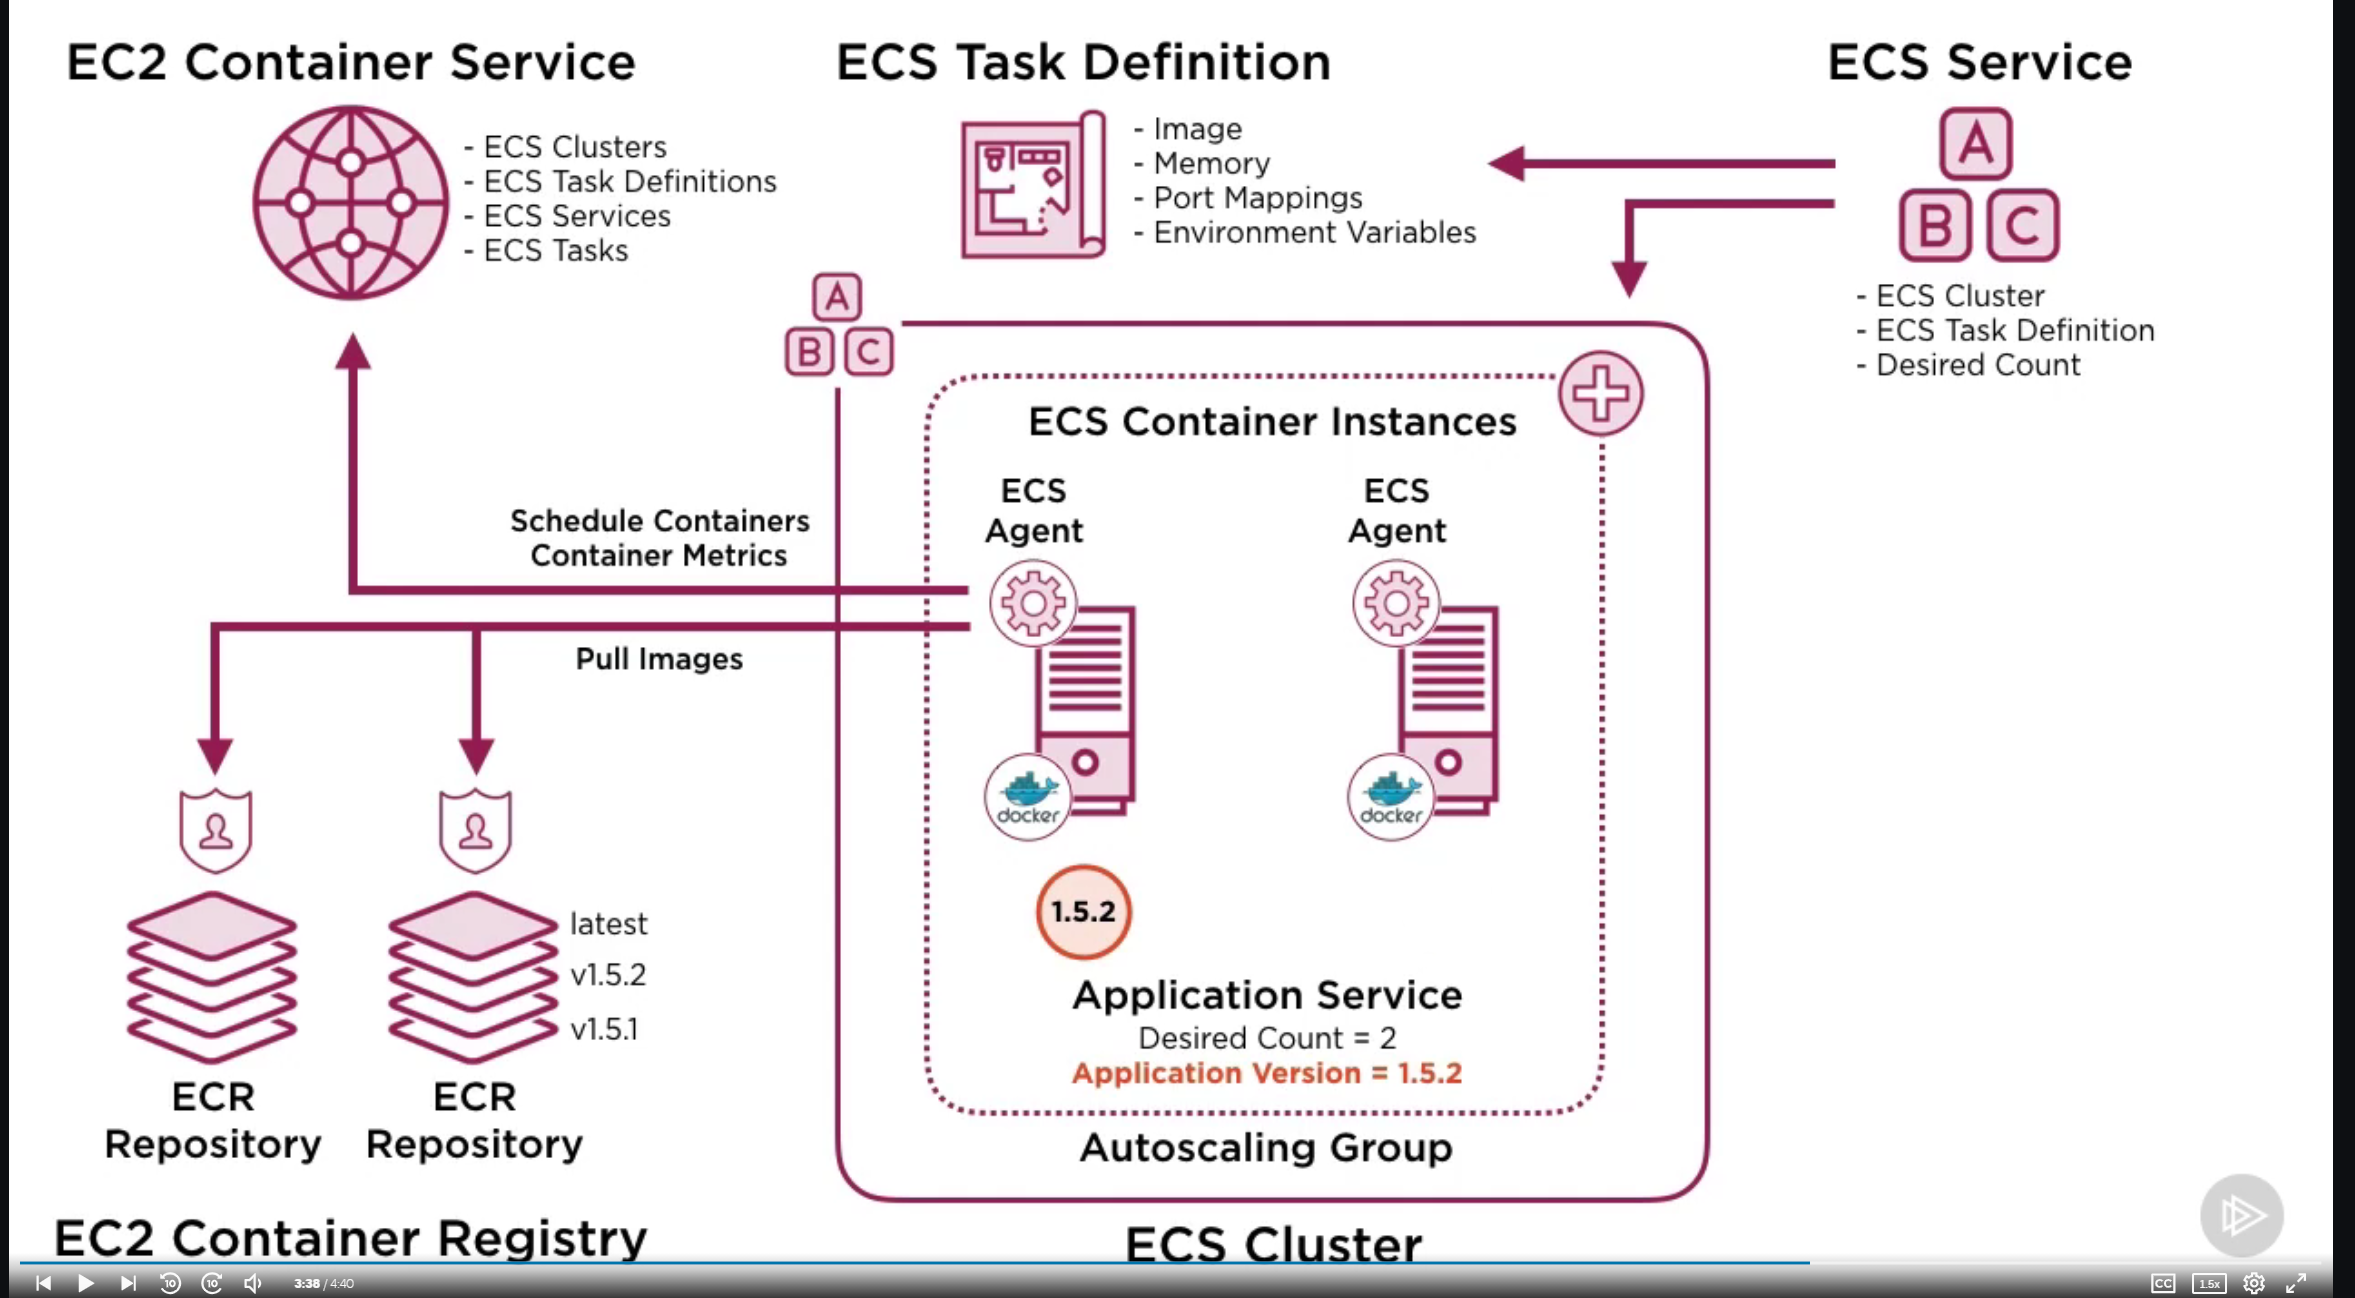 EC2 Container Service
- ECS Clusters
- ECS Task Definitions
- ECS Services
- ECS Tasks
ECS Task Definition
- Image
- Memory
- Port Mappings
- Environment Variables
ECS Service
A
B C
- ECS Cluster
- ECS Task Definition
- Desired Count
A
B C
ECS Container Instances
ECS
Agent
docker
ECS
Agent
docker
Schedule Containers
Container Metrics
Pull Images
1.5.2
Application Service
Desired Count = 2
Application Version = 1.5.2
Autoscaling Group
ECS Cluster
latest
v1.5.2
v1.5.1
ECR
Repository
ECR
Repository
EC2 Container Registry
10
10
3:38 / 4:40
CC
1.5x